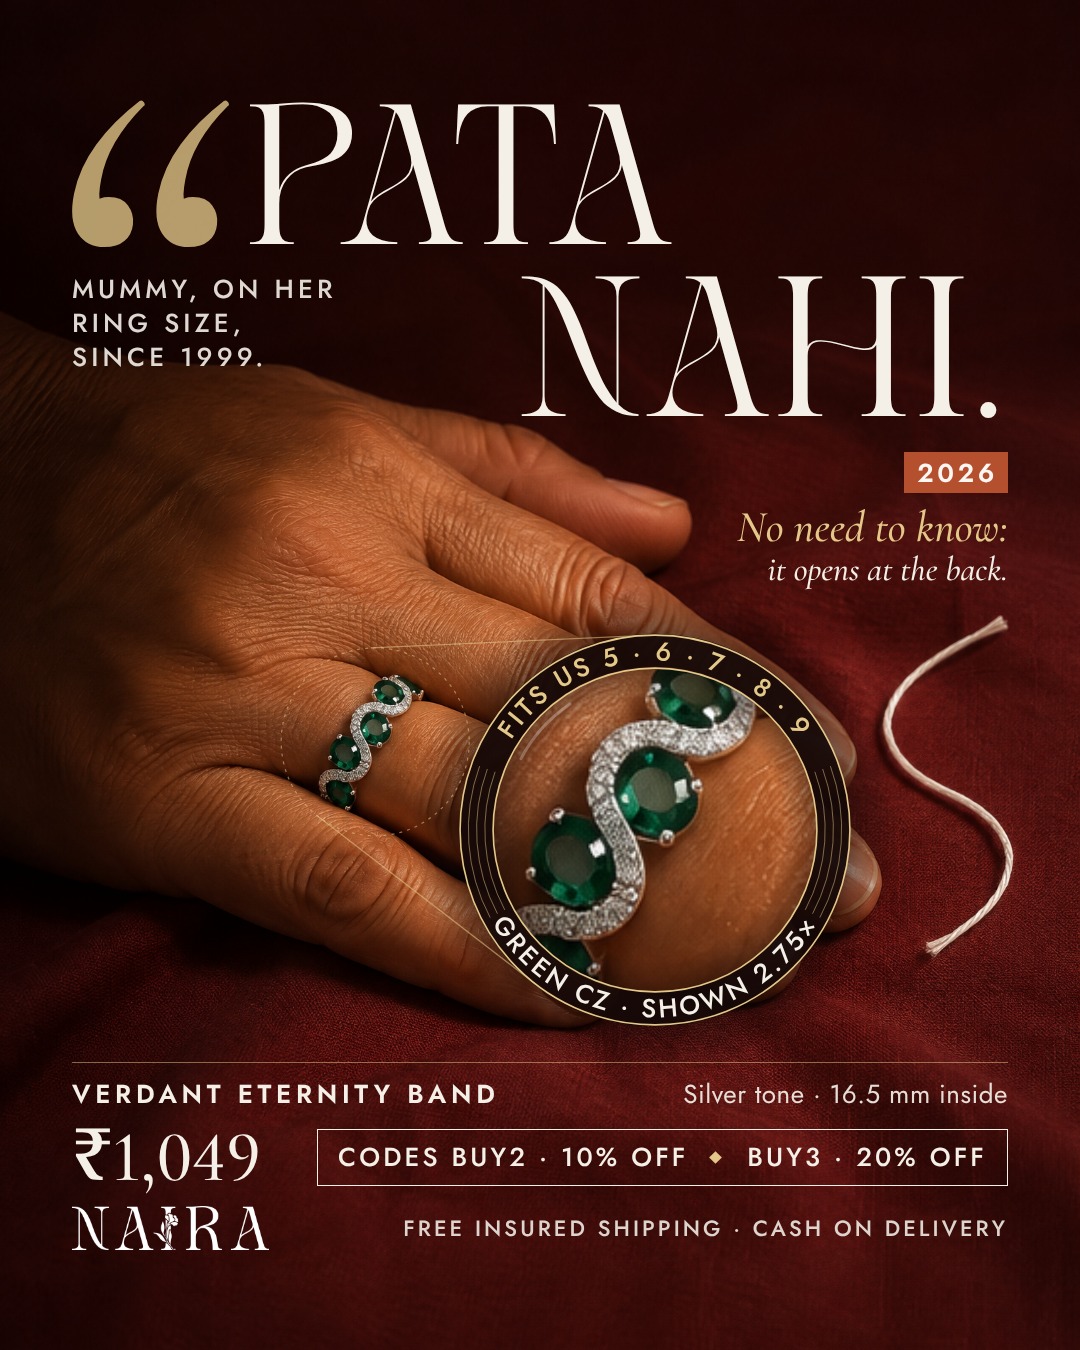 “PATA
NAHI.
MUMMY, ON HER
RING SIZE,
SINCE 1999.
2026
No need to know:
it opens at the back.
FITS US 5 · 6 · 7 · 8 · 9
GREEN CZ · SHOWN 2.75×
VERDANT ETERNITY BAND
Silver tone · 16.5 mm inside
₹1,049
CODES BUY2 · 10% OFF ◆ BUY3 · 20% OFF
NAIRA
FREE INSURED SHIPPING · CASH ON DELIVERY